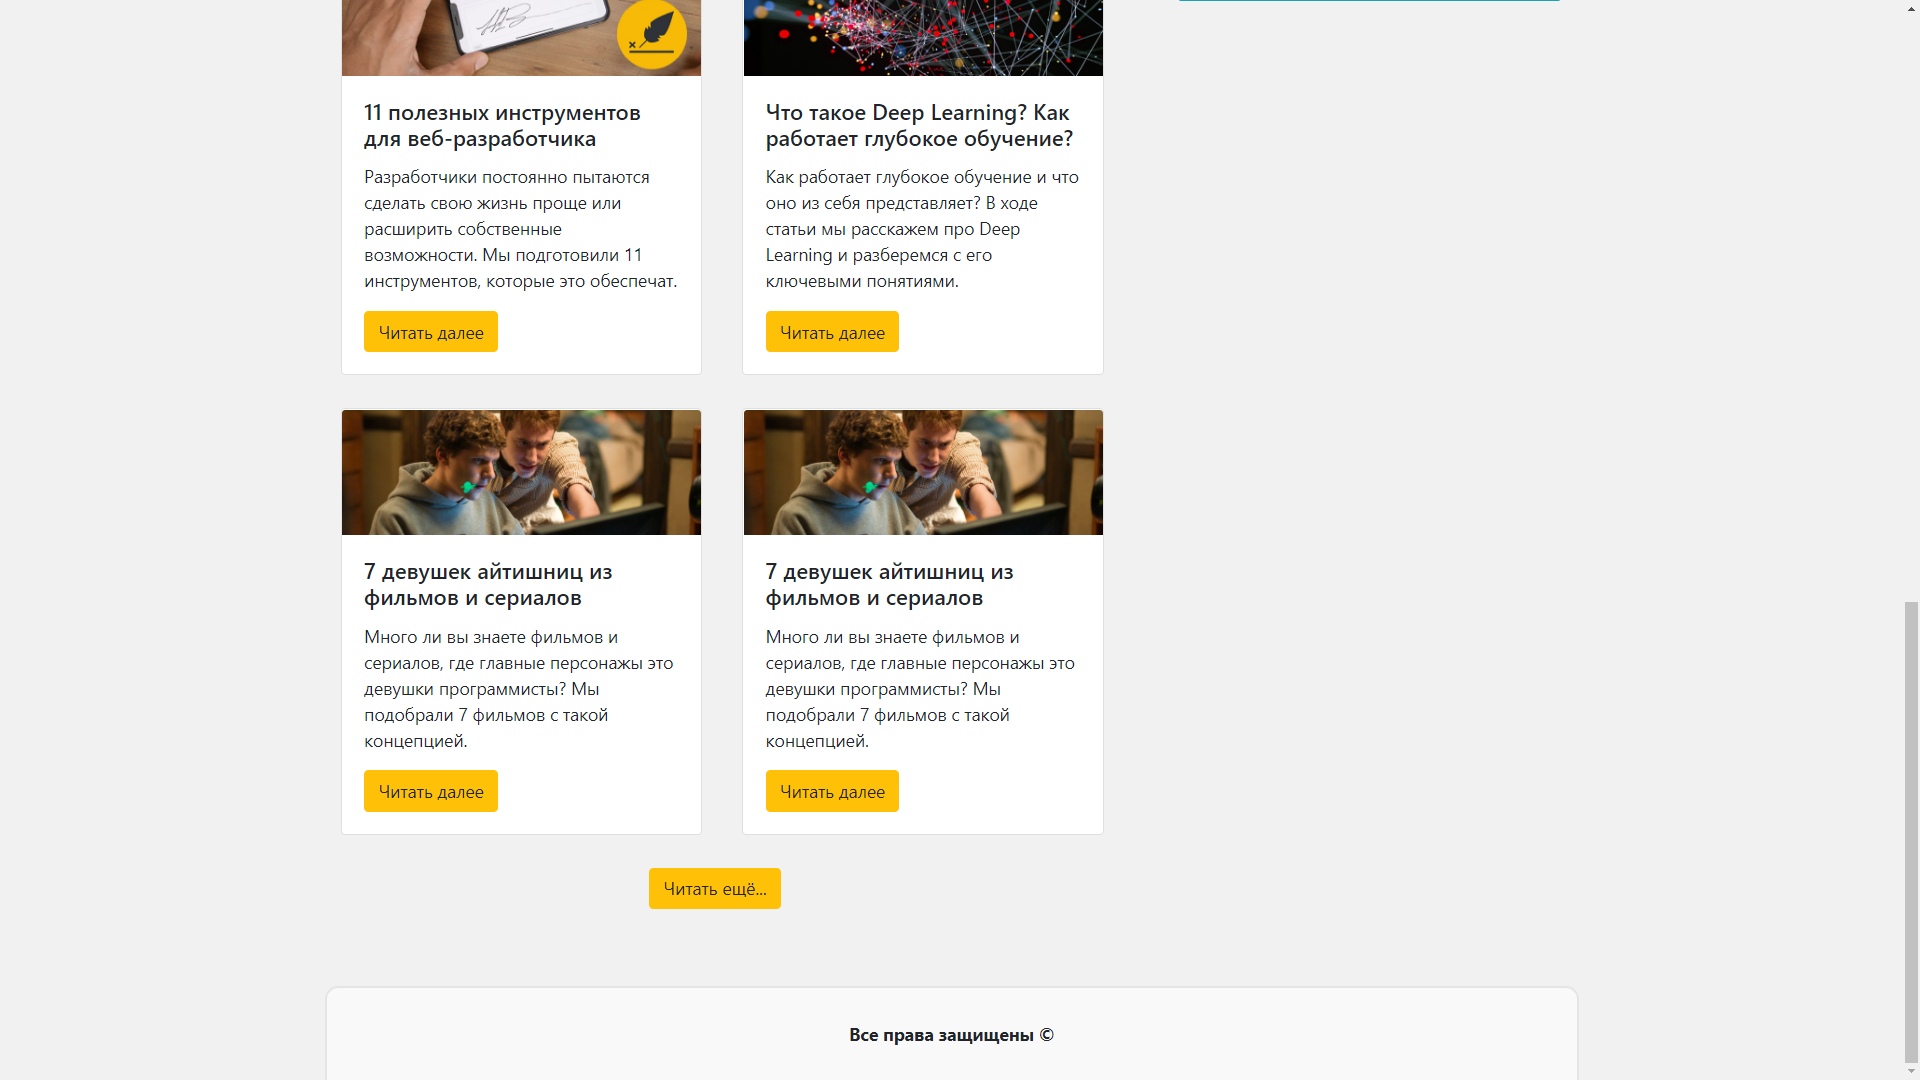 11 полезных инструментов
для веб-разработчика
Разработчики постоянно пытаются
сделать свою жизнь проще или
расширить собственные
возможности. Мы подготовили 11
инструментов, которые это обеспечат.
Читать далее
Что такое Deep Learning? Как
работает глубокое обучение?
Как работает глубокое обучение и что
оно из себя представляет? В ходе
статьи мы расскажем про Deep
Learning и разберемся с его
ключевыми понятиями.
Читать далее
7 девушек айтишниц из
фильмов и сериалов
Много ли вы знаете фильмов и
сериалов, где главные персонажы это
девушки программисты? Мы
подобрали 7 фильмов с такой
концепцией.
Читать далее
7 девушек айтишниц из
фильмов и сериалов
Много ли вы знаете фильмов и
сериалов, где главные персонажы это
девушки программисты? Мы
подобрали 7 фильмов с такой
концепцией.
Читать далее
Читать ещё...
Все права защищены ©